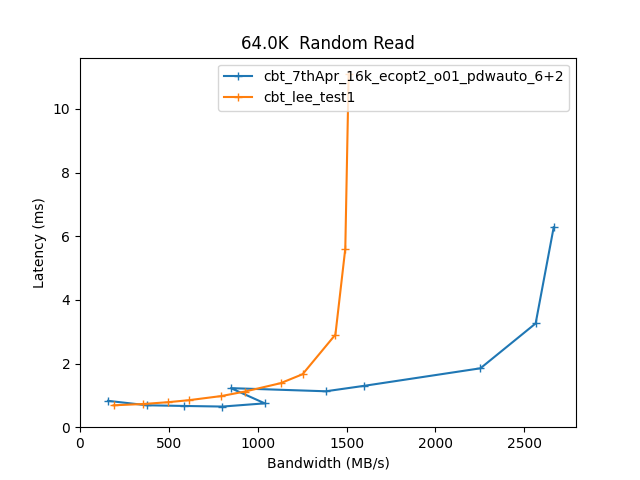 64.0K  Random Read
cbt_7thApr_16k_ecopt2_o01_pdwauto_6+2
cbt_lee_test1
10
8
6
4
2
0
Latency (ms)
0 500 1000 1500 2000 2500
Bandwidth (MB/s)